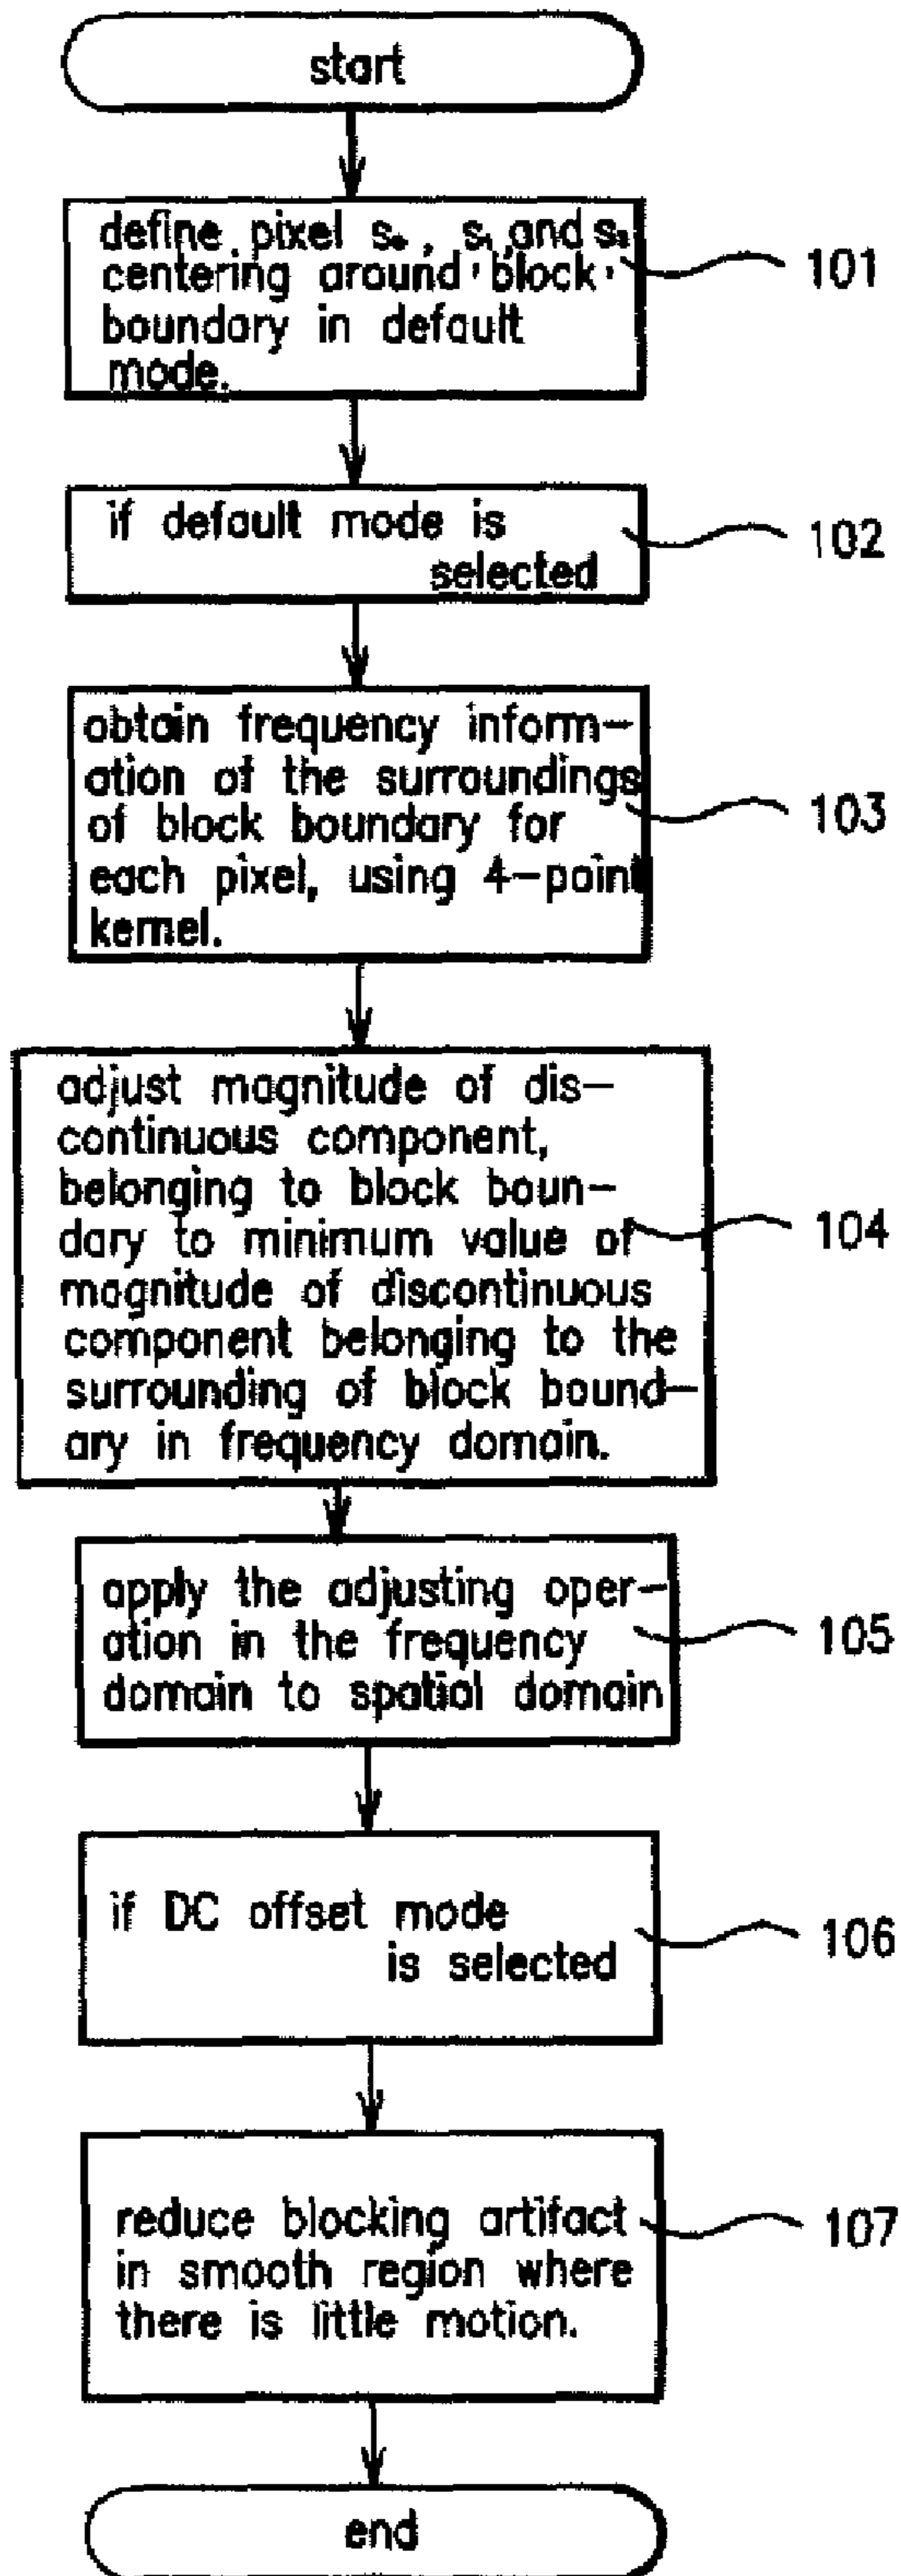 start
define pixel s₀, s₁, and s₂
centering around block
boundary in default
mode.
101
if default mode is
selected
102
obtain frequency inform-
ation of the surroundings
of block boundary for
each pixel, using 4-point
kernel.
103
adjust magnitude of dis-
continuous component,
belonging to block boun-
dary to minimum value of
magnitude of discontinuous
component belonging to the
surrounding of block bound-
ary in frequency domain.
104
apply the adjusting oper-
ation in the frequency
domain to spatial domain
105
if DC offset mode
is selected
106
reduce blocking artifact
in smooth region where
there is little motion.
107
end